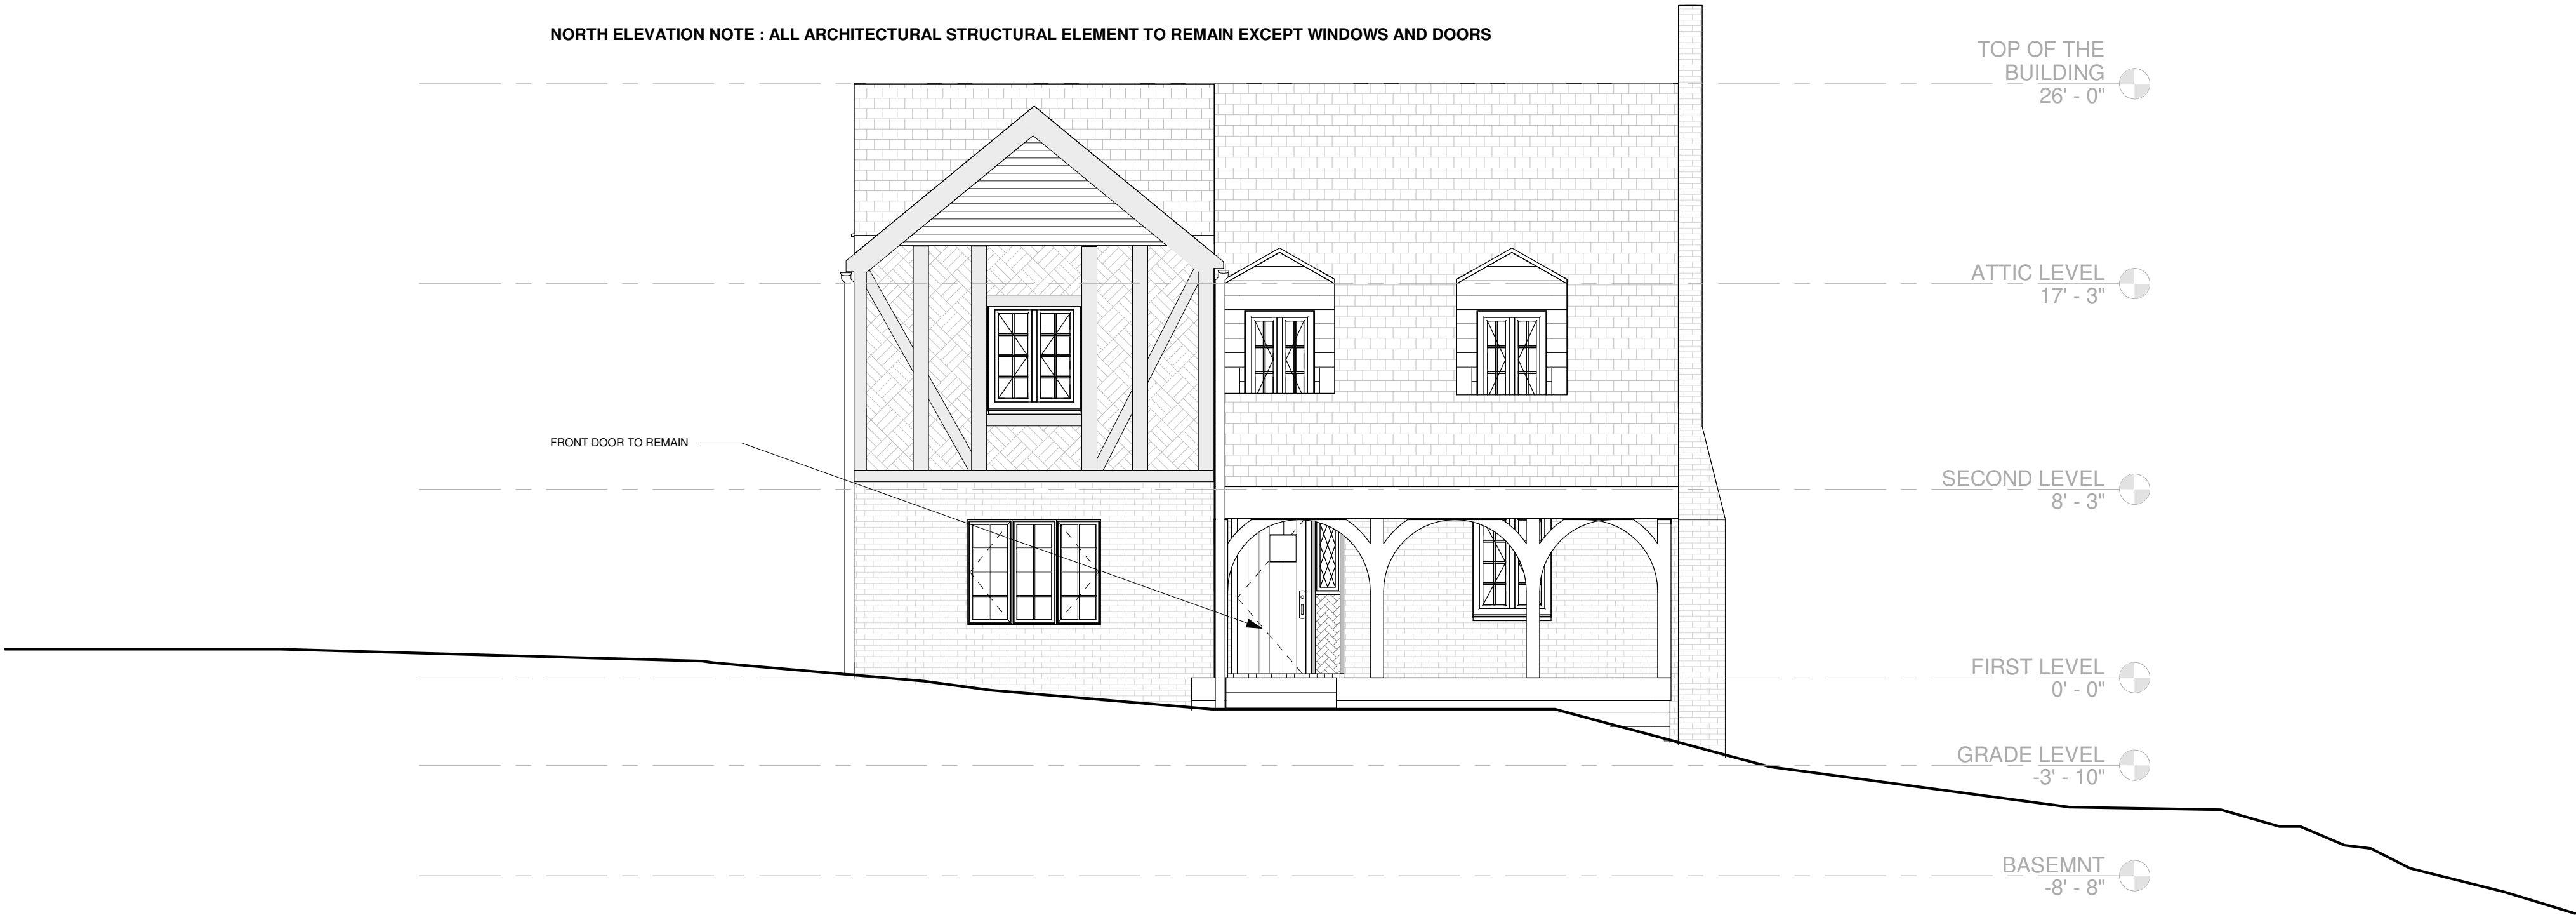 NORTH ELEVATION NOTE : ALL ARCHITECTURAL STRUCTURAL ELEMENT TO REMAIN EXCEPT WINDOWS AND DOORS
TOP OF THE
BUILDING
26' - 0"
ATTIC LEVEL
17' - 3"
FRONT DOOR TO REMAIN
SECOND LEVEL
8' - 3"
FIRST LEVEL
0' - 0"
GRADE LEVEL
-3' - 10"
BASEMNT
-8' - 8"